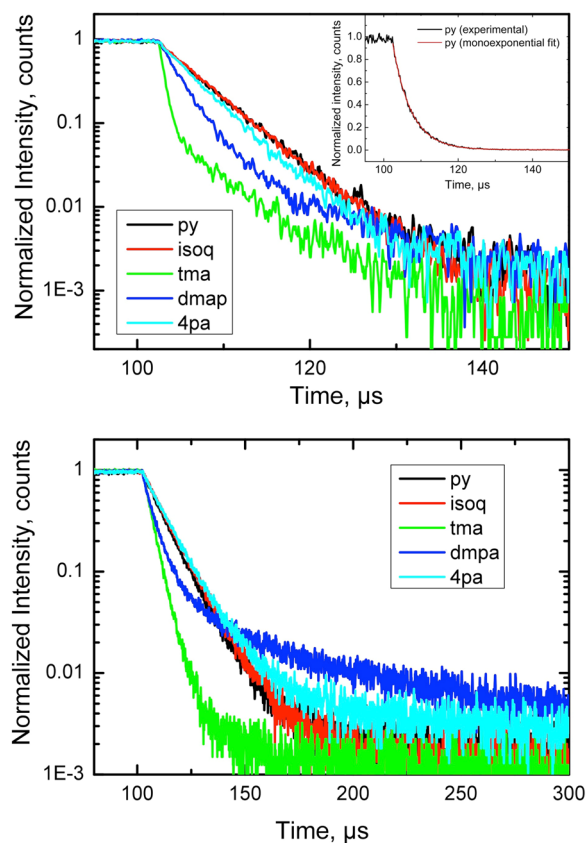 Normalized Intensity, counts
1
0.1
0.01
1E-3
py
isoq
tma
dmap
4pa
100
120
140
Time, µs
Normalized intensity, counts
1.0
0.8
0.6
0.4
0.2
0.0
py (experimental)
py (monoexponential fit)
100
120
140
Time, µs
Normalized Intensity, counts
1
0.1
0.01
1E-3
py
isoq
tma
dmpa
4pa
100
150
200
250
300
Time, µs